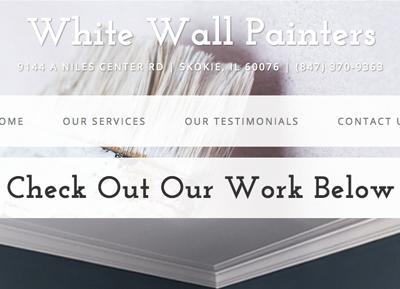 White Wall Painters
9144 A NILES CENTER RD | SKOKIE, IL 60076 | (847) 370-9363
OME OUR SERVICES OUR TESTIMONIALS CONTACT U
Check Out Our Work Below